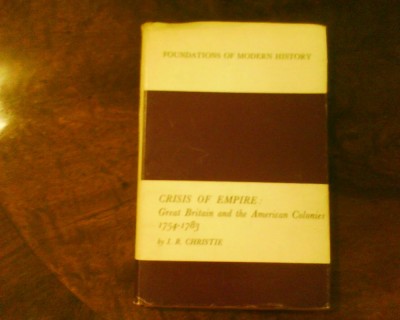 FOUNDATIONS OF MODERN HISTORY
CRISIS OF EMPIRE:
Great Britain and the American Colonies
1754-1783
by I. R. CHRISTIE